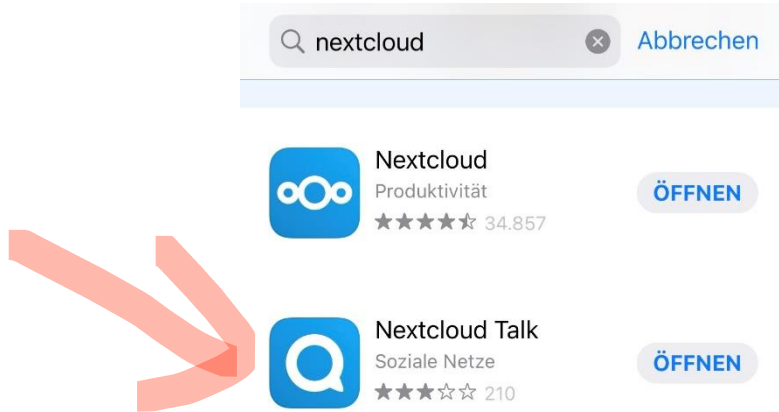 nextcloud Abbrechen
Nextcloud
Produktivität
ÖFFNEN
34.857
Nextcloud Talk
Soziale Netze
ÖFFNEN
210